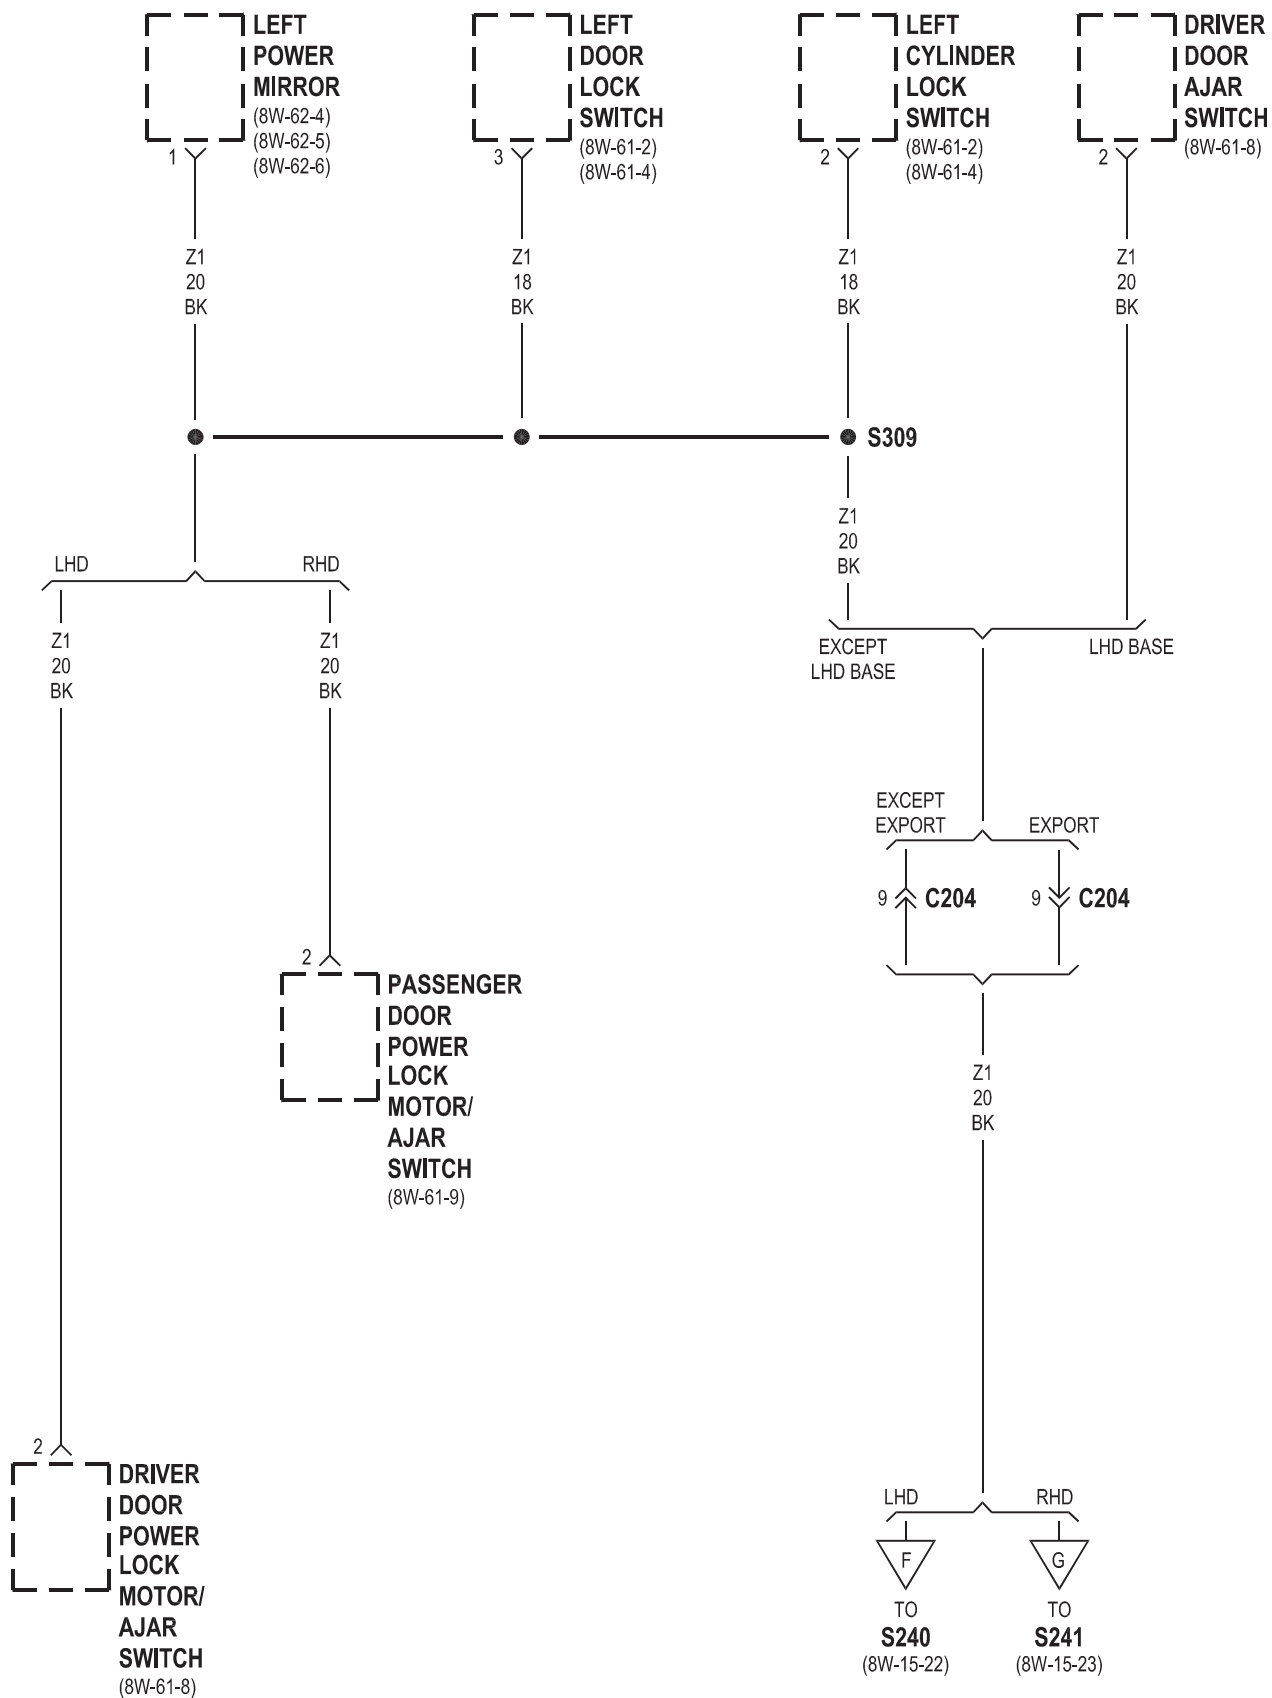 LEFT
POWER
MIRROR
(8W-62-4)
(8W-62-5)
(8W-62-6)
1
LEFT
DOOR
LOCK
SWITCH
(8W-61-2)
(8W-61-4)
3
LEFT
CYLINDER
LOCK
SWITCH
(8W-61-2)
(8W-61-4)
2
DRIVER
DOOR
AJAR
SWITCH
(8W-61-8)
2
Z1
20
BK
Z1
18
BK
Z1
18
BK
Z1
20
BK
S309
Z1
20
BK
LHD
RHD
Z1
20
BK
Z1
20
BK
EXCEPT
LHD BASE
LHD BASE
EXCEPT
EXPORT
EXPORT
9
C204
9
C204
2
PASSENGER
DOOR
POWER
LOCK
MOTOR/
AJAR
SWITCH
(8W-61-9)
Z1
20
BK
2
DRIVER
DOOR
POWER
LOCK
MOTOR/
AJAR
SWITCH
(8W-61-8)
LHD
RHD
F
G
TO
S240
(8W-15-22)
TO
S241
(8W-15-23)